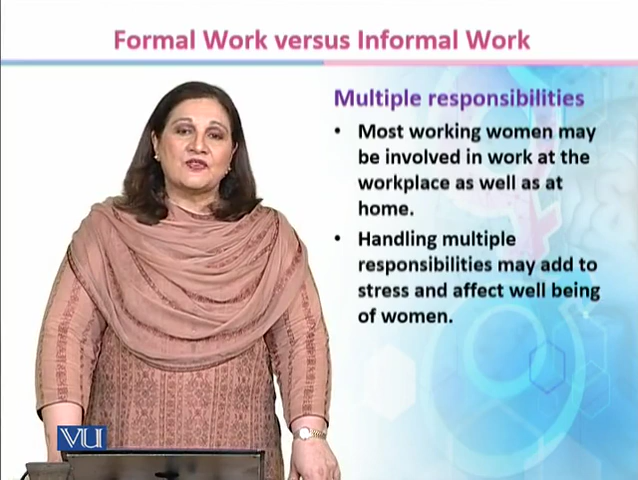 Formal Work versus Informal Work
Multiple responsibilities
• Most working women may
be involved in work at the
workplace as well as at
home.
• Handling multiple
responsibilities may add to
stress and affect well being
of women.
VU